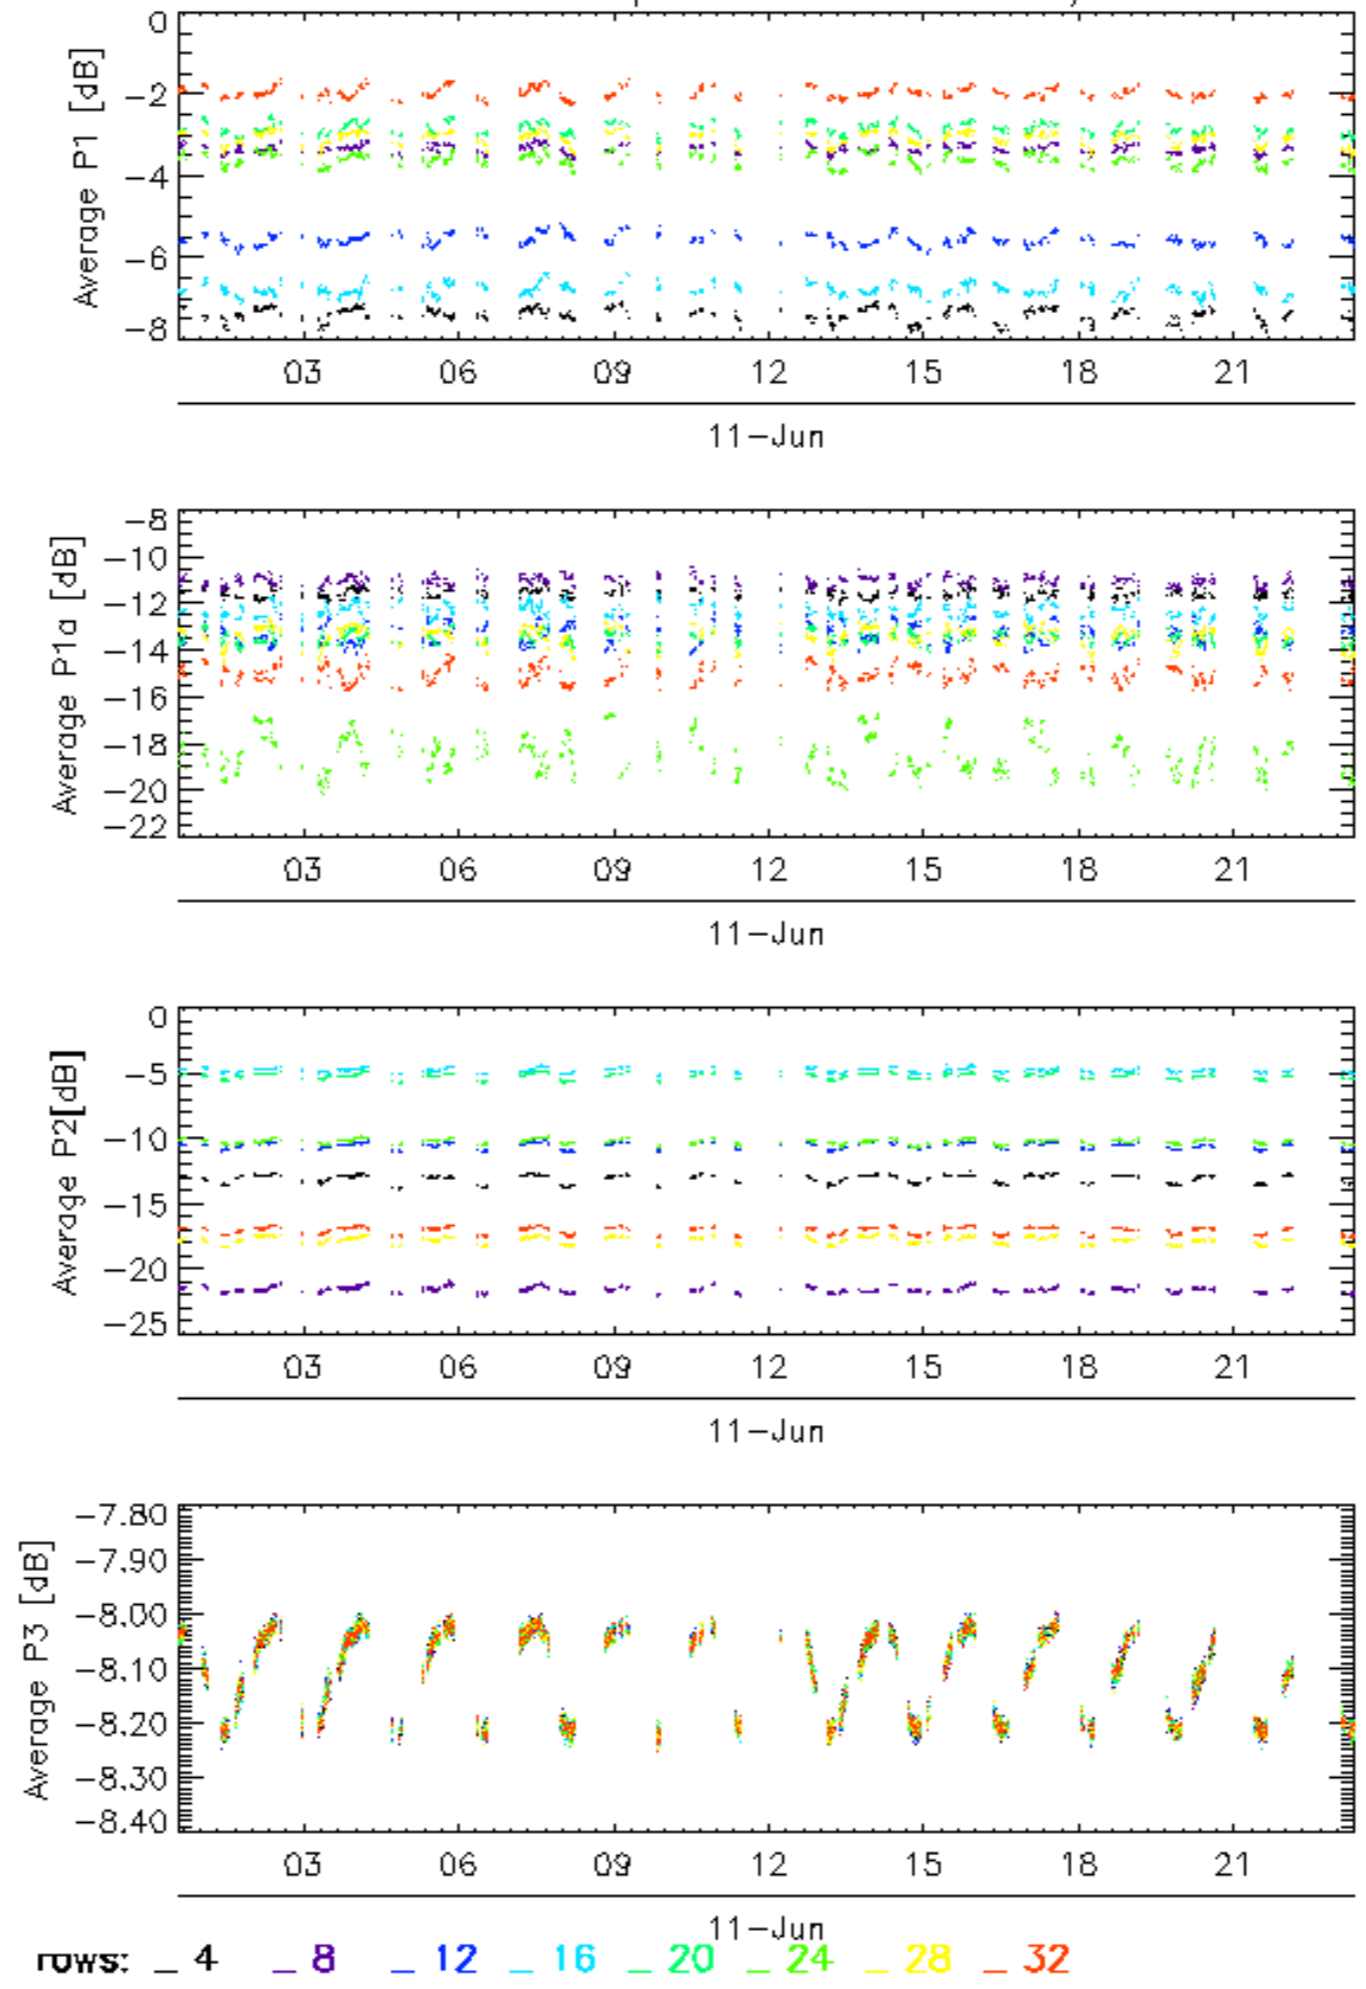 0
-2
-4
-6
-8
Average P1 [dB]
03 06 09 12 15 18 21
11-Jun
-8
-10
-12
-14
-16
-18
-20
-22
Average P1a [dB]
03 06 09 12 15 18 21
11-Jun
0
-5
-10
-15
-20
-25
Average P2[dB]
03 06 09 12 15 18 21
11-Jun
-7.80
-7.90
-8.00
-8.10
-8.20
-8.30
-8.40
Average P3 [dB]
03 06 09 12 15 18 21
11-Jun
rows: _ 4 _ 8 _ 12 _ 16 _ 20 _ 24 _ 28 _ 32